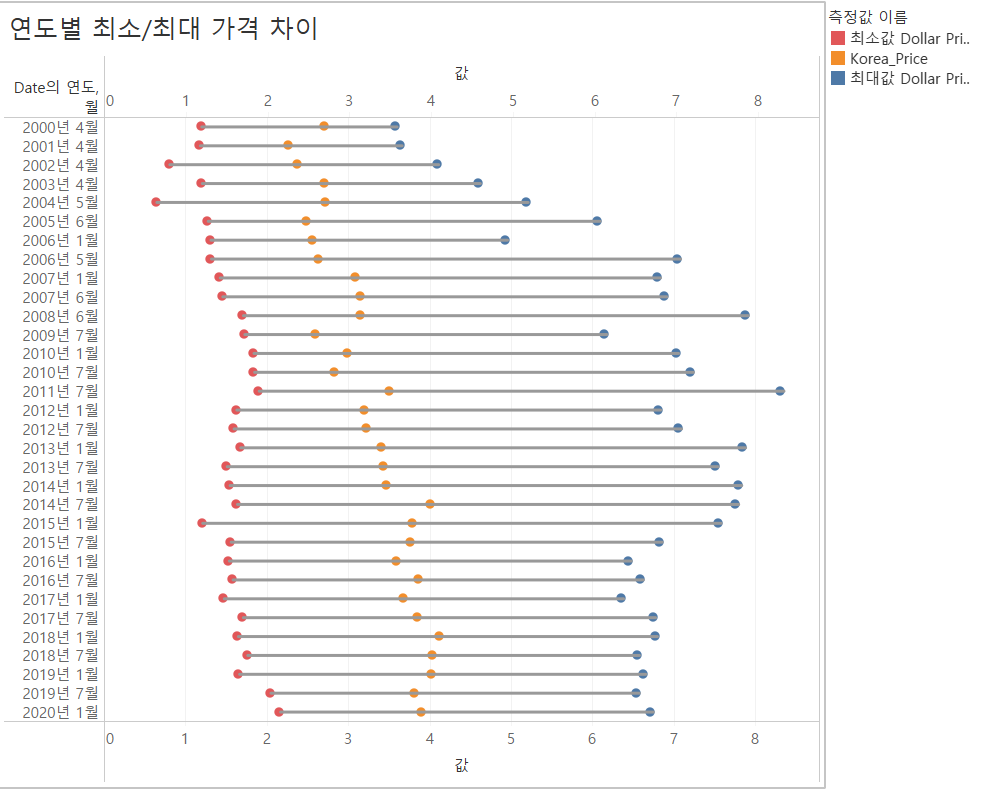 연도별 최소/최대 가격 차이
측정값 이름
최소값 Dollar Pri..
Korea_Price
최대값 Dollar Pri..
Date의 연도,
월
값
0 1 2 3 4 5 6 7 8
2000년 4월
2001년 4월
2002년 4월
2003년 4월
2004년 5월
2005년 6월
2006년 1월
2006년 5월
2007년 1월
2007년 6월
2008년 6월
2009년 7월
2010년 1월
2010년 7월
2011년 7월
2012년 1월
2012년 7월
2013년 1월
2013년 7월
2014년 1월
2014년 7월
2015년 1월
2015년 7월
2016년 1월
2016년 7월
2017년 1월
2017년 7월
2018년 1월
2018년 7월
2019년 1월
2019년 7월
2020년 1월
0 1 2 3 4 5 6 7 8
값